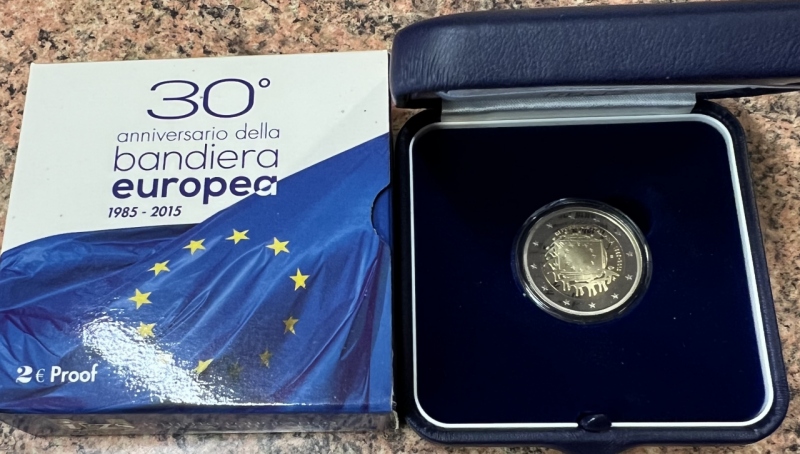 30°
anniversario della
bandiera
europea
1985 - 2015
2 € Proof